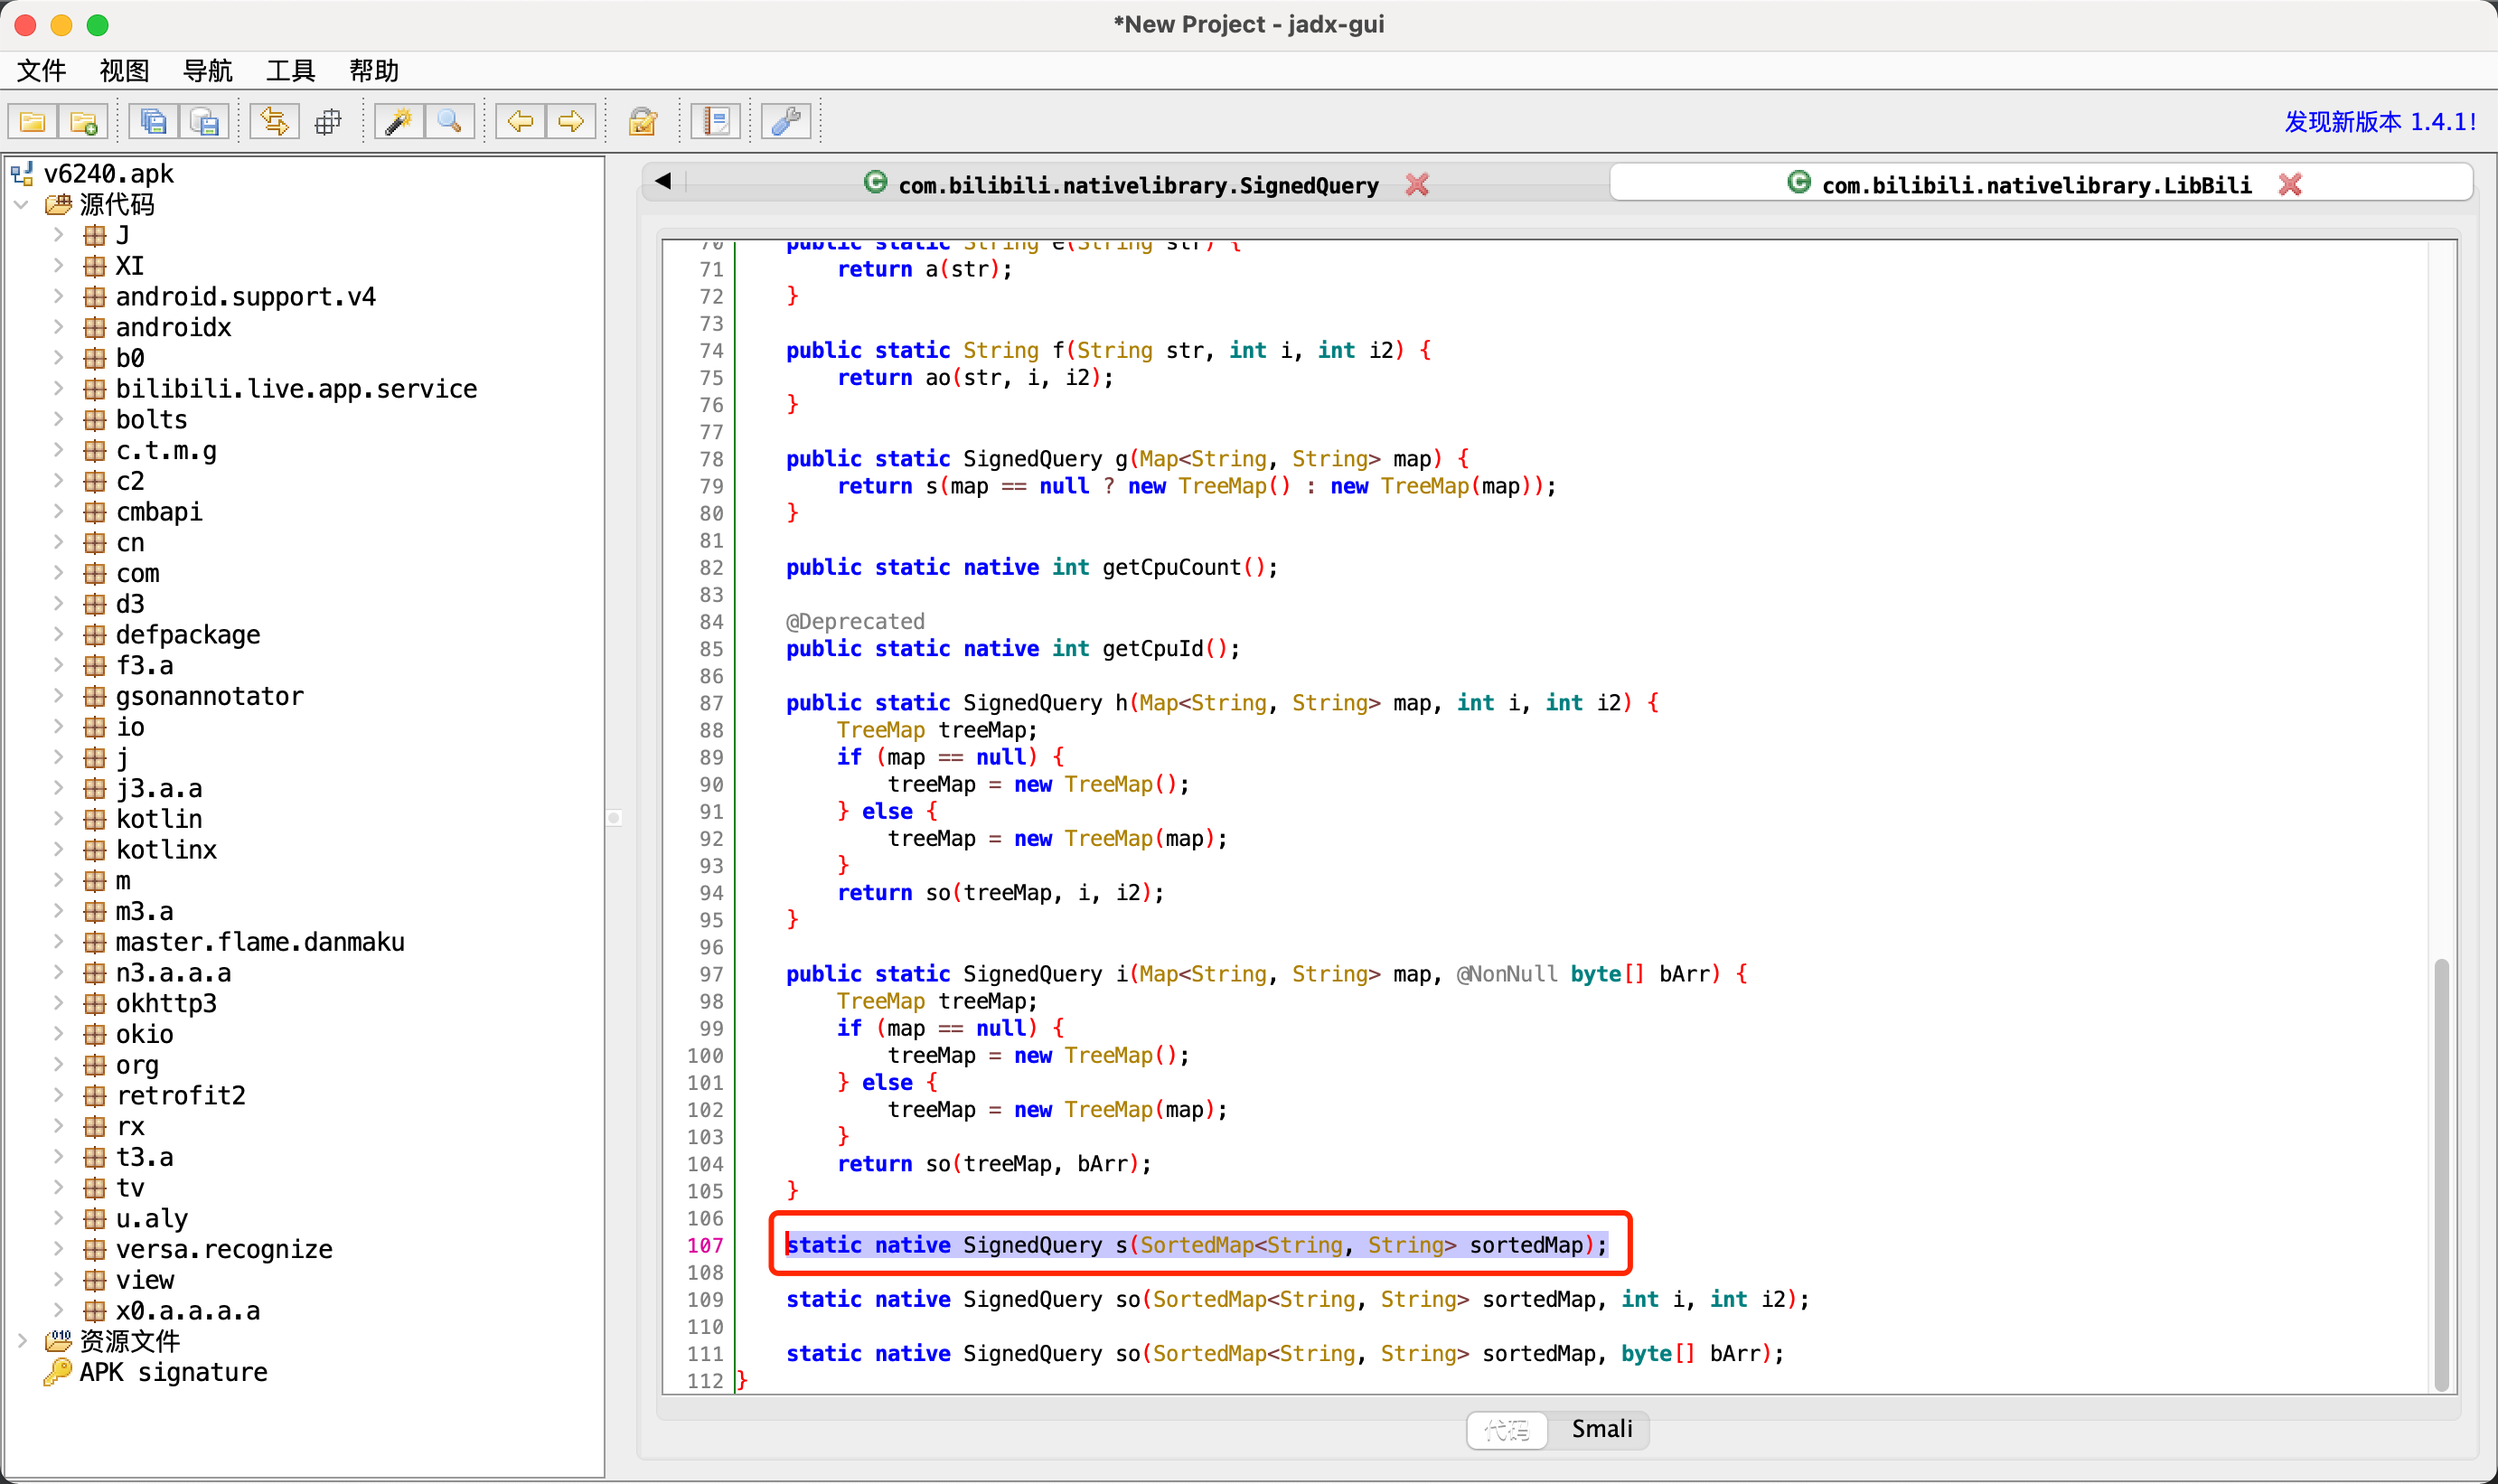 *New Project - jadx-gui
文件 视图 导航 工具 帮助
发现新版本 1.4.1!
v6240.apk
源代码
J
XI
android.support.v4
androidx
b0
bilibili.live.app.service
bolts
c.t.m.g
c2
cmbapi
cn
com
d3
defpackage
f3.a
gsonannotator
io
j
j3.a.a
kotlin
kotlinx
m
m3.a
master.flame.danmaku
n3.a.a.a
okhttp3
okio
org
retrofit2
rx
t3.a
tv
u.aly
versa.recognize
view
x0.a.a.a.a
资源文件
APK signature
com.bilibili.nativelibrary.SignedQuery
com.bilibili.nativelibrary.LibBili
70 public static String e(String str) {
71 return a(str);
72 }
73
74 public static String f(String str, int i, int i2) {
75 return ao(str, i, i2);
76 }
77
78 public static SignedQuery g(Map<String, String> map) {
79 return s(map == null ? new TreeMap() : new TreeMap(map));
80 }
81
82 public static native int getCpuCount();
83
84 @Deprecated
85 public static native int getCpuId();
86
87 public static SignedQuery h(Map<String, String> map, int i, int i2) {
88 TreeMap treeMap;
89 if (map == null) {
90 treeMap = new TreeMap();
91 } else {
92 treeMap = new TreeMap(map);
93 }
94 return so(treeMap, i, i2);
95 }
96
97 public static SignedQuery i(Map<String, String> map, @NonNull byte[] bArr) {
98 TreeMap treeMap;
99 if (map == null) {
100 treeMap = new TreeMap();
101 } else {
102 treeMap = new TreeMap(map);
103 }
104 return so(treeMap, bArr);
105 }
106
107 static native SignedQuery s(SortedMap<String, String> sortedMap);
108
109 static native SignedQuery so(SortedMap<String, String> sortedMap, int i, int i2);
110
111 static native SignedQuery so(SortedMap<String, String> sortedMap, byte[] bArr);
112 }
代码 Smali